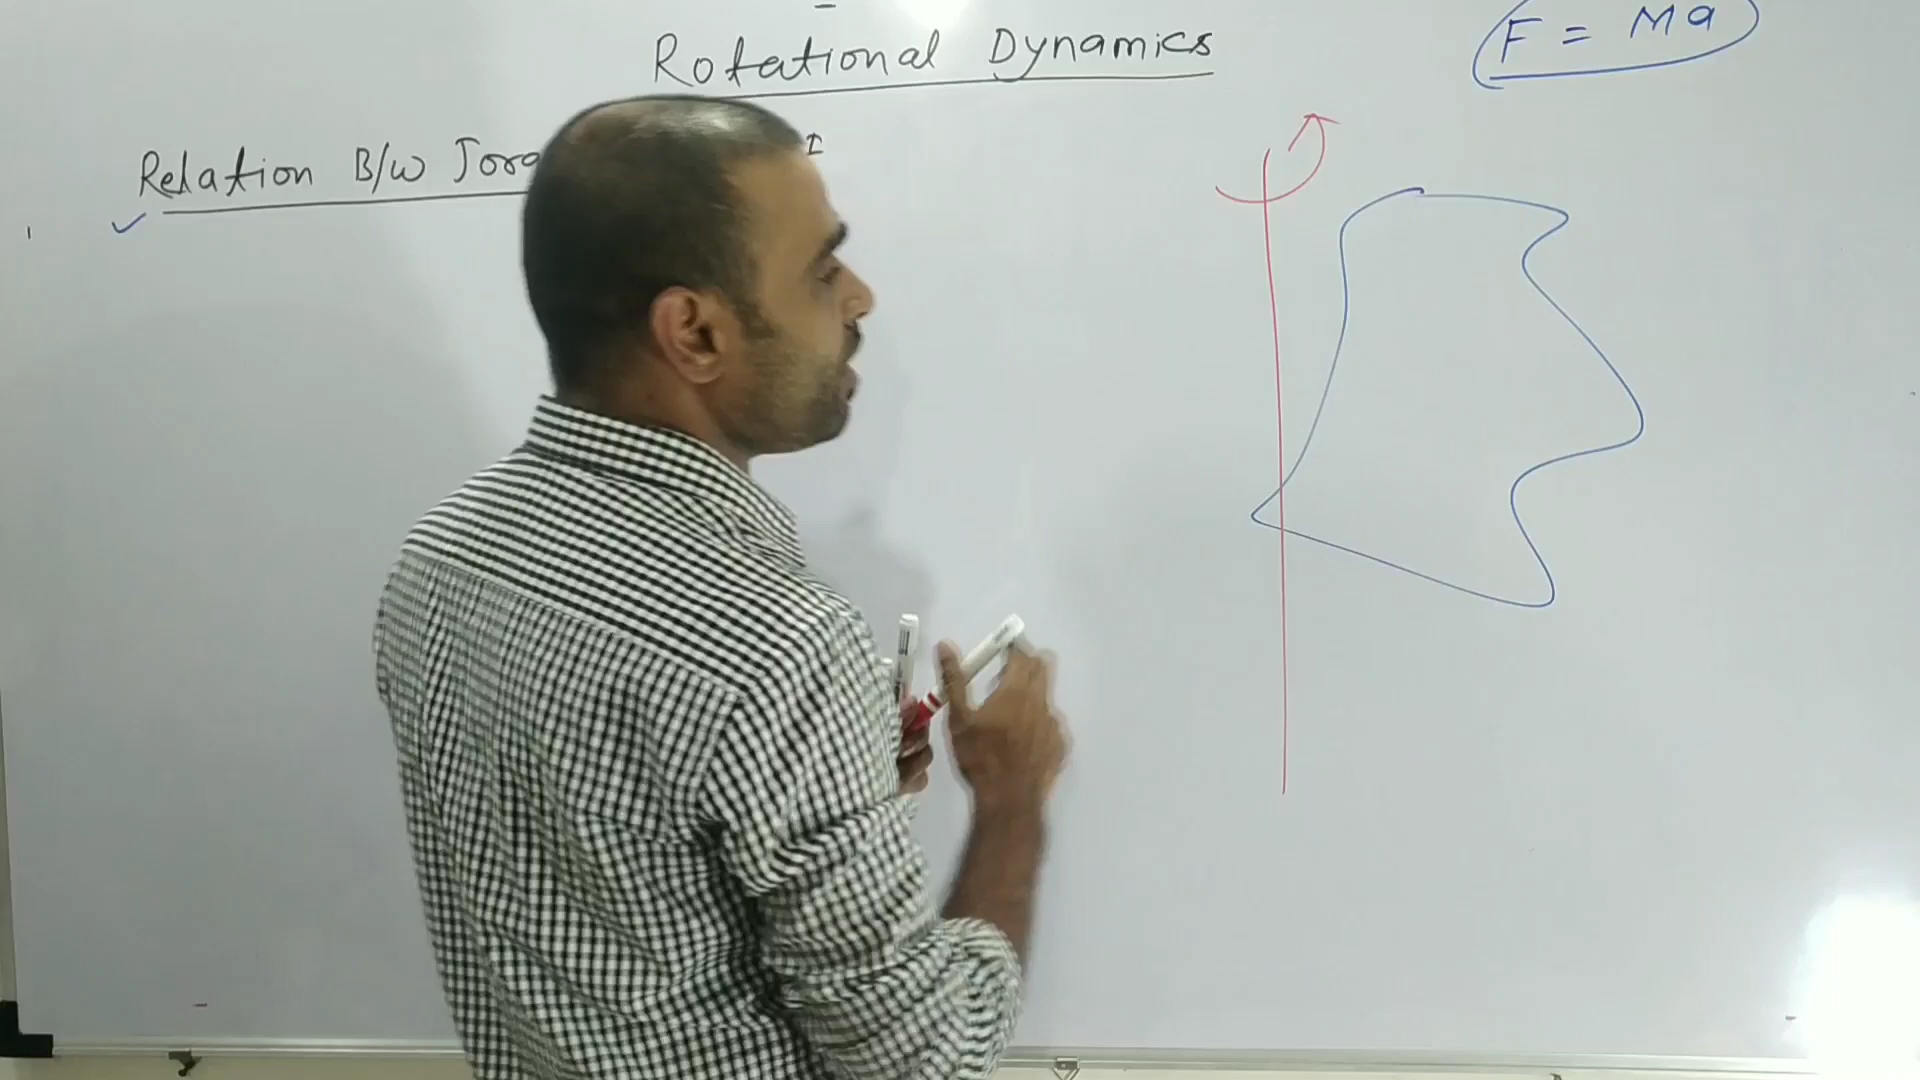 Rotational Dynamics
F = Ma
Relation B/w I